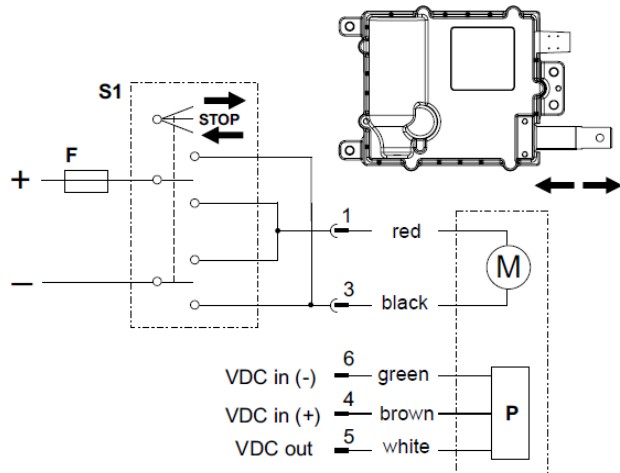 S1
STOP
F
+
–
1 red
M
3 black
6
VDC in (-) green
4
VDC in (+) brown
P
5
VDC out white